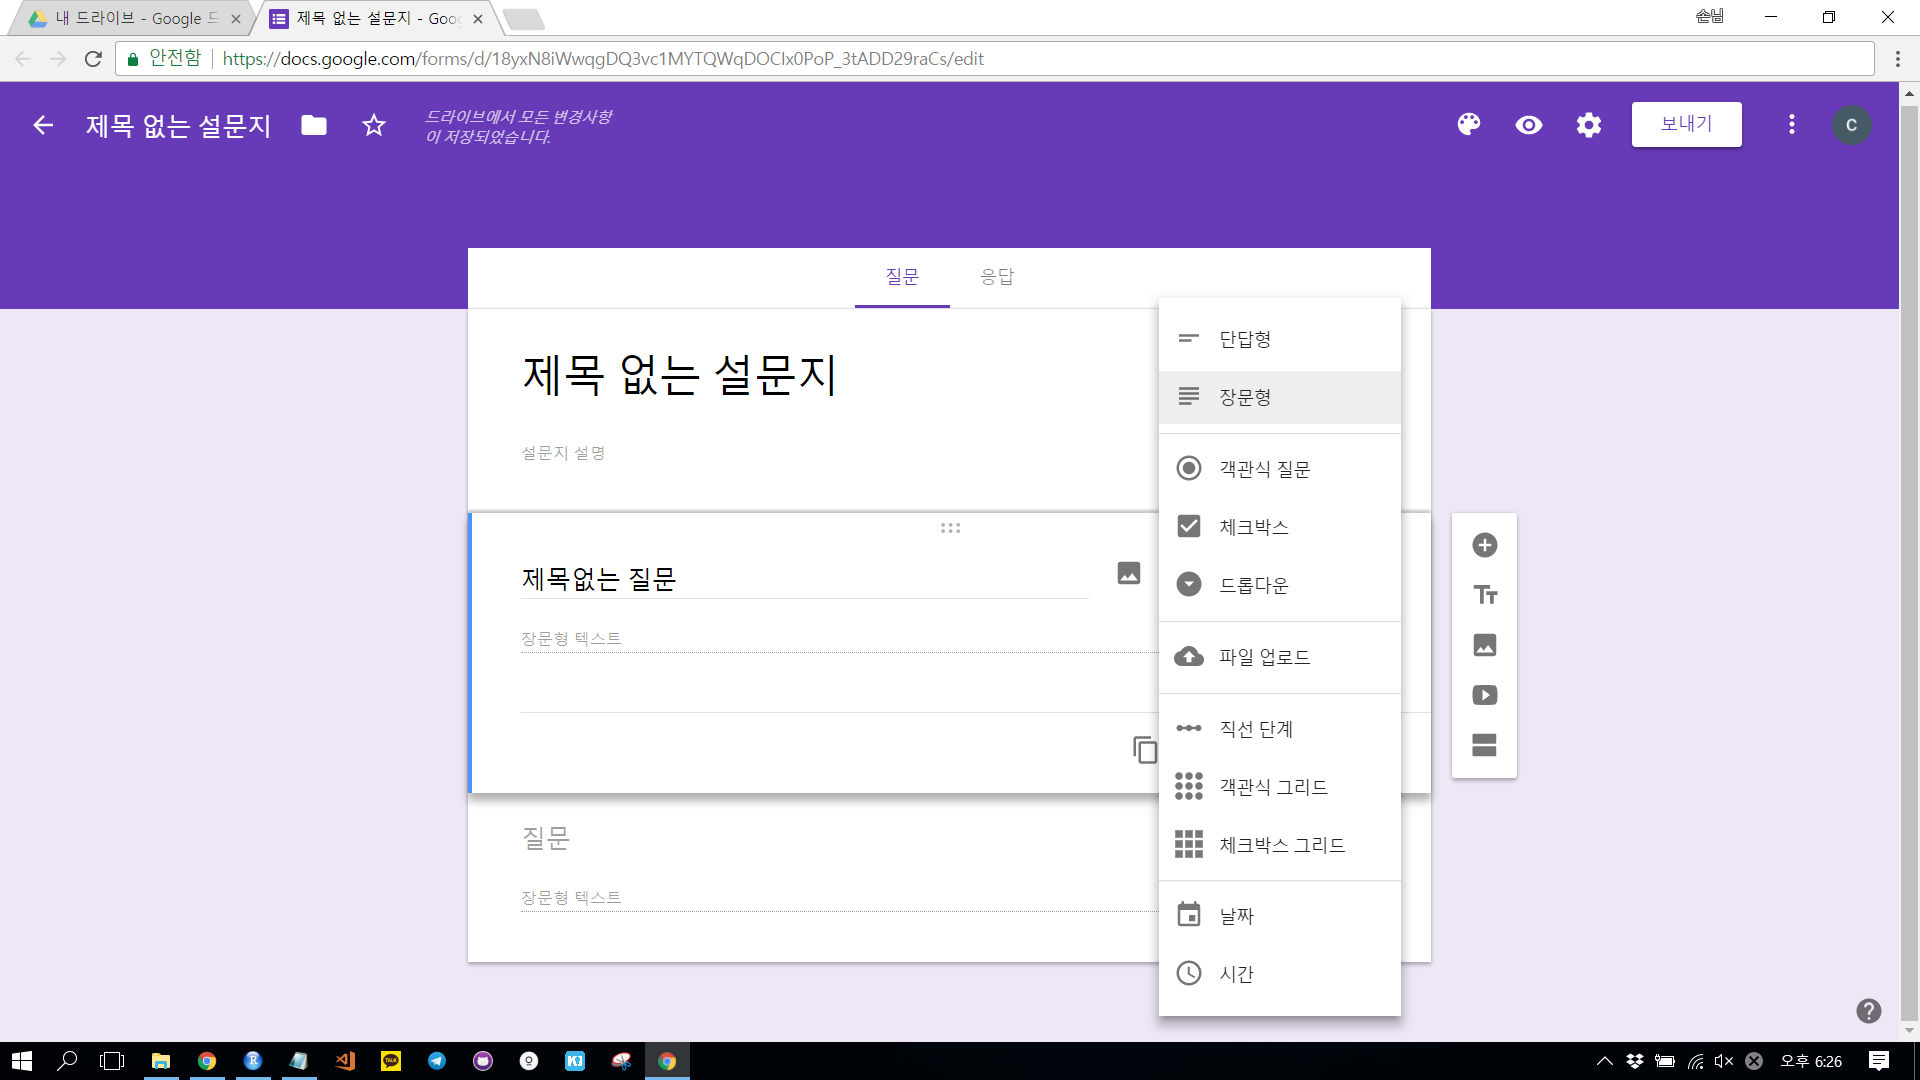 내 드라이브 - Google 드
제목 없는 설문지 - Goog
손님
안전함
https://docs.google.com/forms/d/18yxN8iWwqgDQ3vc1MYTQWqDOCIx0PoP_3tADD29raCs/edit
제목 없는 설문지
드라이브에서 모든 변경사항
이 저장되었습니다.
보내기
C
질문
응답
제목 없는 설문지
설문지 설명
제목없는 질문
장문형 텍스트
질문
장문형 텍스트
단답형
장문형
객관식 질문
체크박스
드롭다운
파일 업로드
직선 단계
객관식 그리드
체크박스 그리드
날짜
시간
오후 6:26